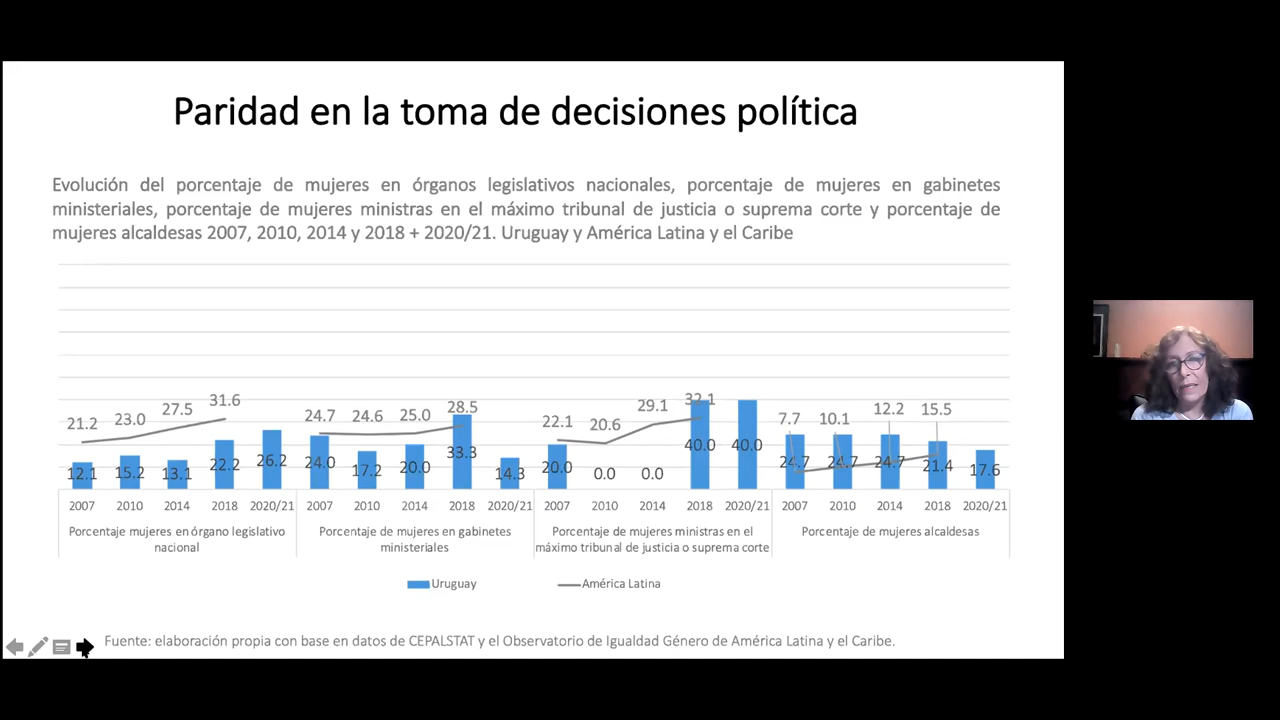 Paridad en la toma de decisiones política
Evolución del porcentaje de mujeres en órganos legislativos nacionales, porcentaje de mujeres en gabinetes
ministeriales, porcentaje de mujeres ministras en el máximo tribunal de justicia o suprema corte y porcentaje de
mujeres alcaldesas 2007, 2010, 2014 y 2018 + 2020/21. Uruguay y América Latina y el Caribe
21.2 23.0 27.5 31.6 24.7 24.6 25.0 28.5 22.1 20.6 29.1 32.1 7.7 10.1 12.2 15.5
12.1 15.2 13.1 22.2 26.2 24.0 17.2 20.0 33.3 14.3 20.0 0.0 0.0 40.0 40.0 24.7 24.7 24.7 21.4 17.6
2007 2010 2014 2018 2020/21 2007 2010 2014 2018 2020/21 2007 2010 2014 2018 2020/21 2007 2010 2014 2018 2020/21
Porcentaje mujeres en órgano legislativo
nacional
Porcentaje de mujeres en gabinetes
ministeriales
Porcentaje de mujeres ministras en el
máximo tribunal de justicia o suprema corte
Porcentaje de mujeres alcaldesas
Uruguay América Latina
Fuente: elaboración propia con base en datos de CEPALSTAT y el Observatorio de Igualdad Género de América Latina y el Caribe.